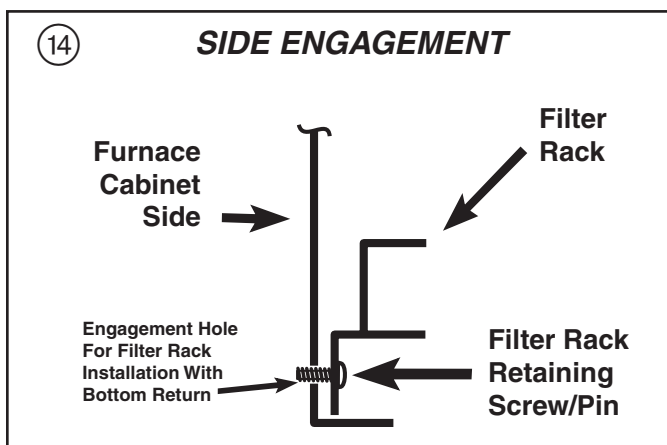 14
SIDE ENGAGEMENT
Furnace
Cabinet
Side
Filter
Rack
Engagement Hole
For Filter Rack
Installation With
Bottom Return
Filter Rack
Retaining
Screw/Pin